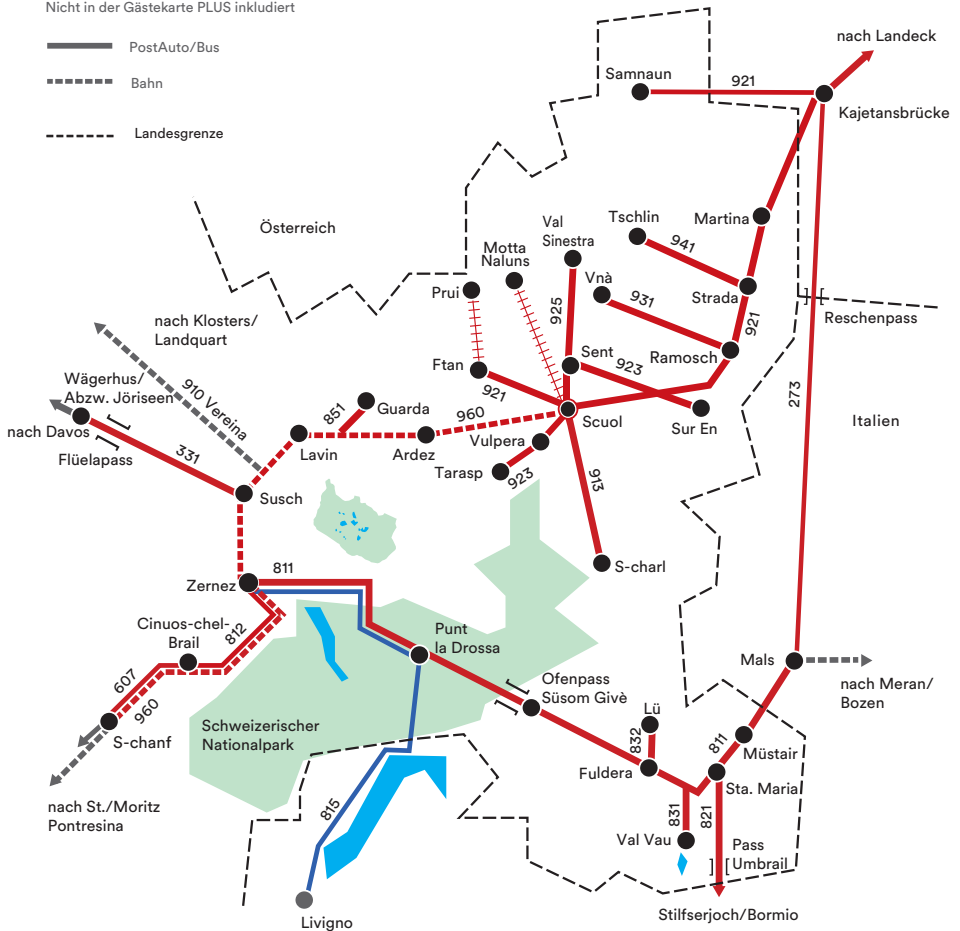 Nicht in der Gästekarte PLUS inkludiert
PostAuto/Bus
Bahn
Landesgrenze
nach Landeck
Samnaun
921
Kajetansbrücke
Österreich
Val
Sinestra
Tschlin
Martina
941
Motta
Naluns
Vnà
Strada
Prui
931
925
921
Reschenpass
nach Klosters/
Landquart
Sent
Ramosch
Ftan
923
273
Wägerhus/
Abzw. Jöriseen
910 Vereina
921
Guarda
851
960
Scuol
Sur En
Italien
nach Davos
Flüelapass
331
Lavin
Ardez
Vulpera
Tarasp
923
913
Susch
S-charl
811
Zernez
Cinuos-chel-
Brail
812
Punt
la Drossa
Mals
607
960
Ofenpass
Süsom Givè
nach Meran/
Bozen
S-chanf
Schweizerischer
Nationalpark
Lü
832
811
Müstair
Fuldera
Sta. Maria
nach St./Moritz
Pontresina
815
831
821
Val Vau
Pass
Umbrail
Livigno
Stilfserjoch/Bormio